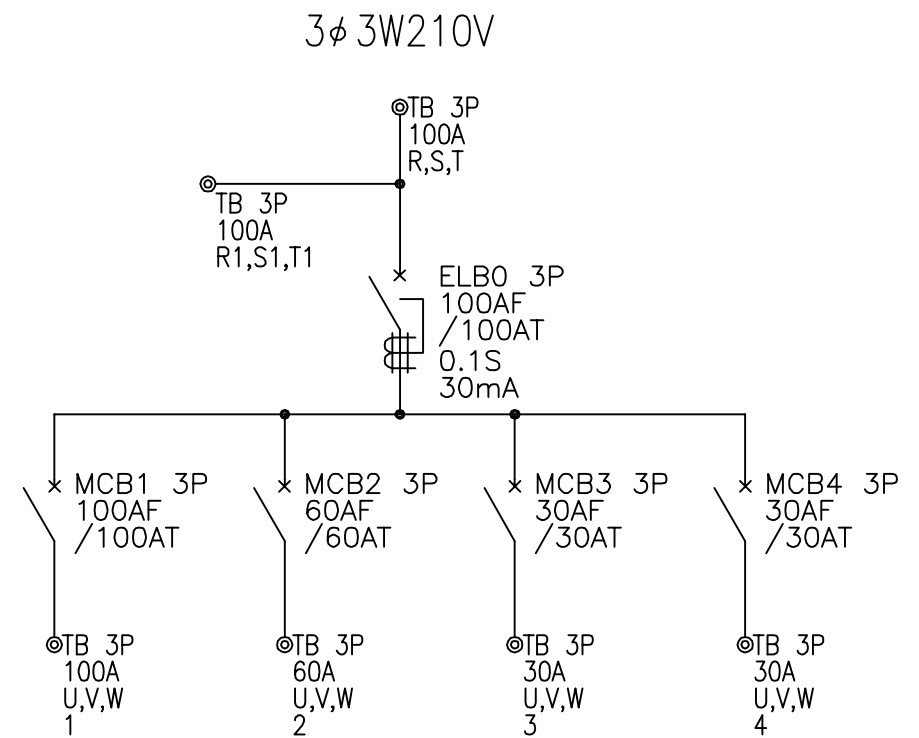 3φ 3W210V
TB 3P
100A
R,S,T
TB 3P
100A
R1,S1,T1
ELB0 3P
100AF
/100AT
0.1S
30mA
MCB1 3P
100AF
/100AT
MCB2 3P
60AF
/60AT
MCB3 3P
30AF
/30AT
MCB4 3P
30AF
/30AT
TB 3P
100A
U,V,W
1
TB 3P
60A
U,V,W
2
TB 3P
30A
U,V,W
3
TB 3P
30A
U,V,W
4